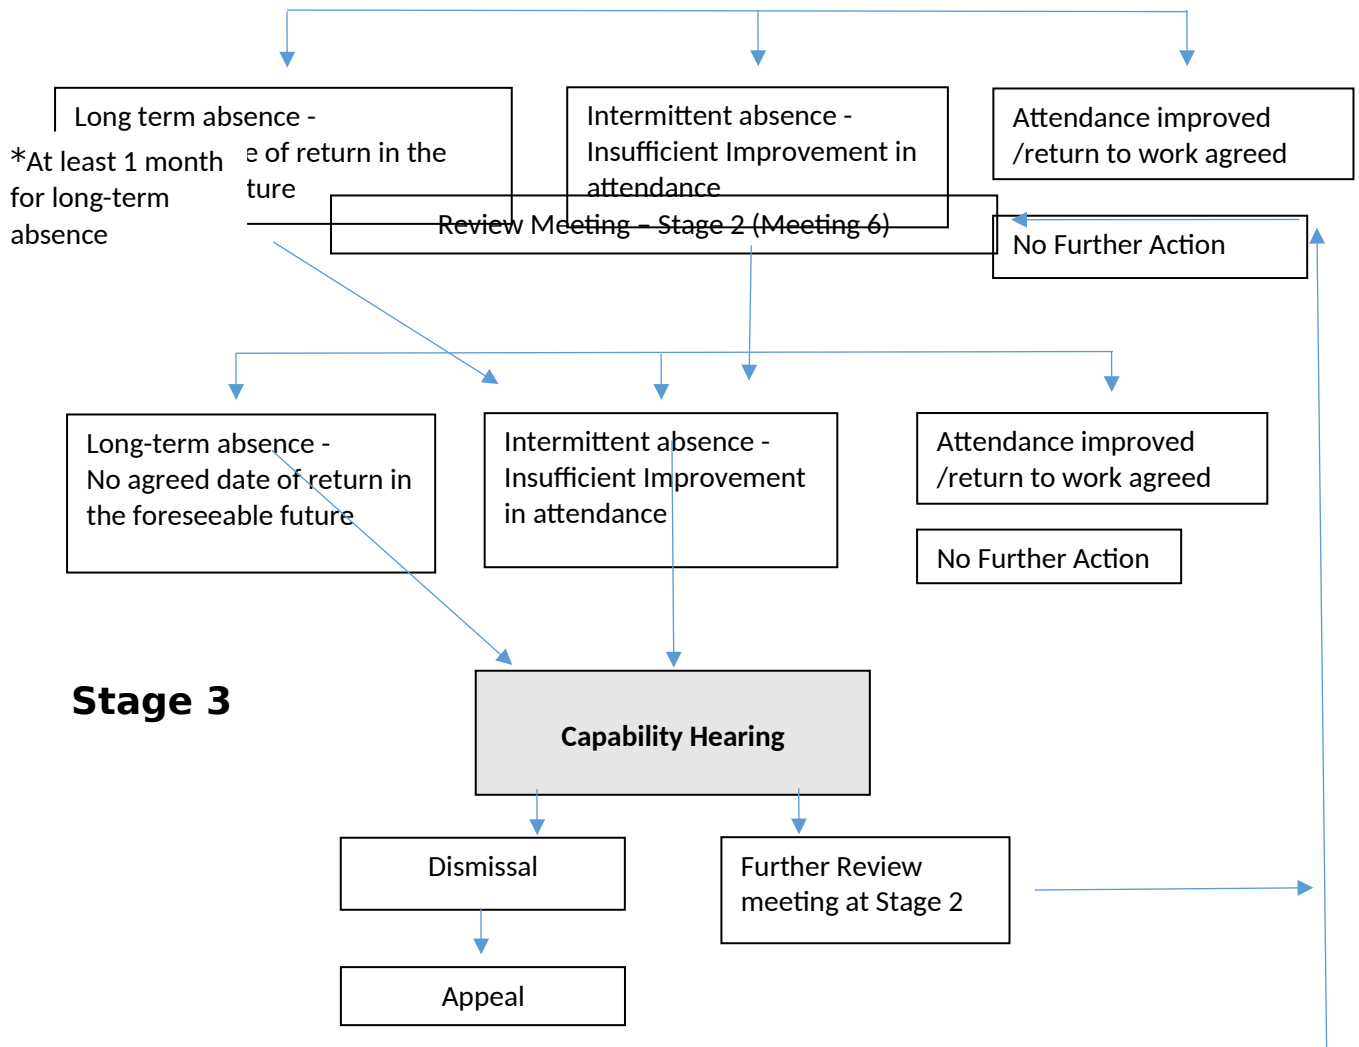 Long term absence -
e of return in the
ture
*At least 1 month
for long-term
absence
Intermittent absence -
Insufficient Improvement in
attendance
Attendance improved
/return to work agreed
Review Meeting – Stage 2 (Meeting 6)
No Further Action
Long-term absence -
No agreed date of return in
the foreseeable future
Intermittent absence -
Insufficient Improvement
in attendance
Attendance improved
/return to work agreed
No Further Action
Stage 3
Capability Hearing
Dismissal
Further Review
meeting at Stage 2
Appeal